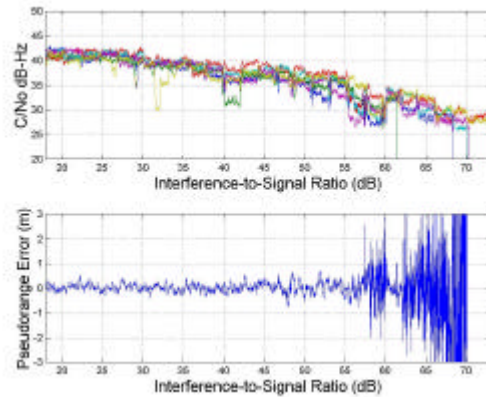 50
45
40
35
30
25
20
C/No dB-Hz
20 25 30 35 40 45 50 55 60 65 70
Interference-to-Signal Ratio (dB)
3
2
1
0
-1
-2
-3
Pseudorange Error (m)
20 25 30 35 40 45 50 55 60 65 70
Interference-to-Signal Ratio (dB)